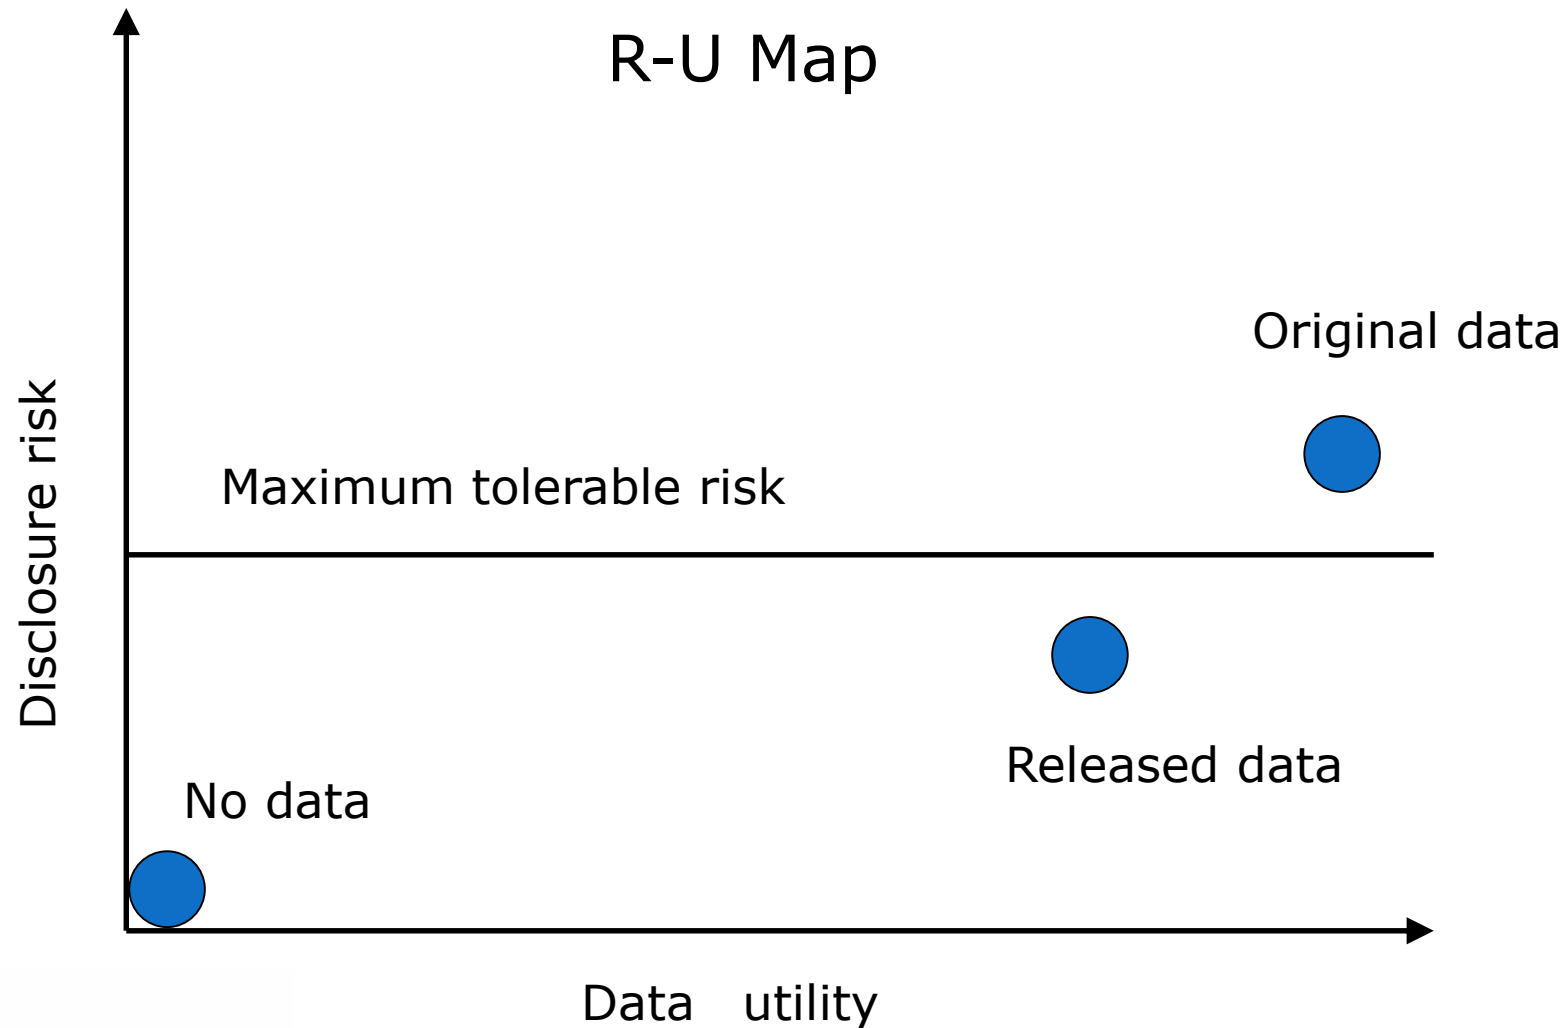 R-U Map
Original data
Disclosure risk
Maximum tolerable risk
Released data
No data
Data utility